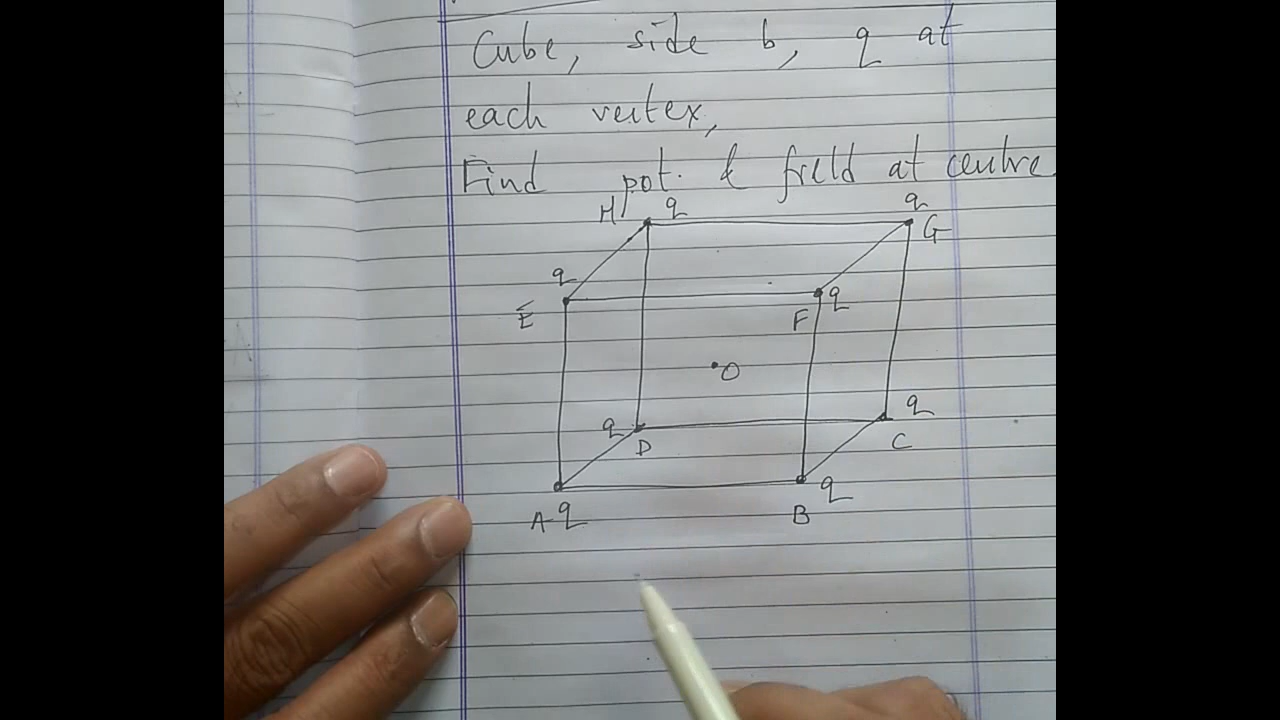 Cube, side b, q at
each vertex,
Find pot. & field at centre
H q q G
q E F q
O
q D q C
A q B q